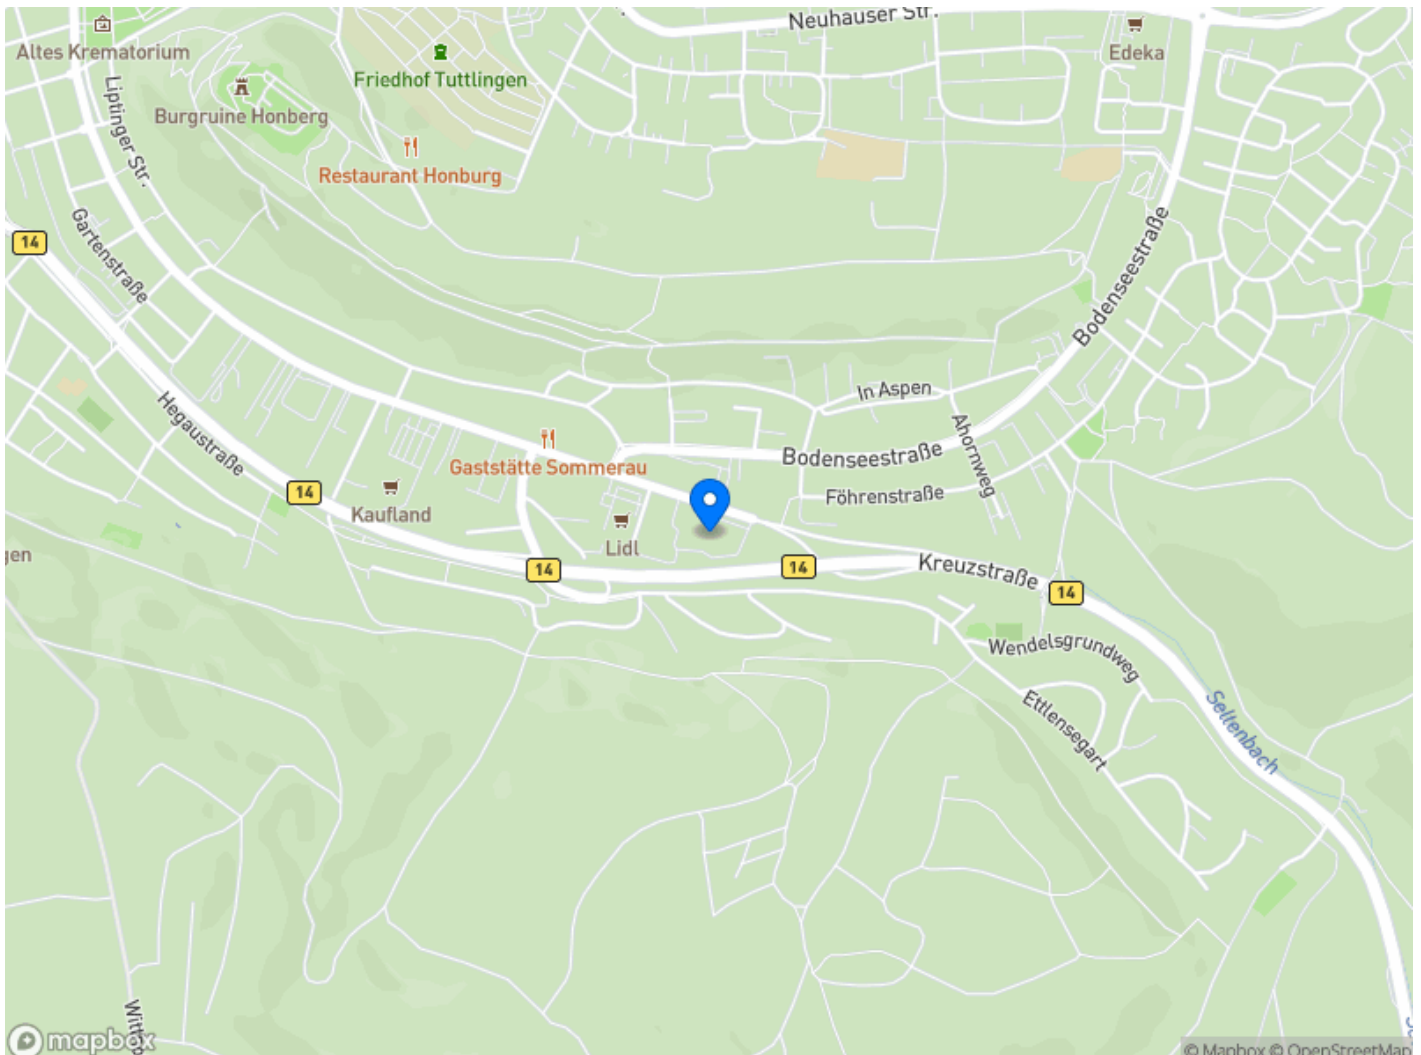 Neuhauser Str.
Edeka
Altes Krematorium
Friedhof Tuttlingen
Burgruine Honberg
Liptinger Str.
Restaurant Honburg
14
Gartenstraße
Bodenseestraße
In Aspen
Hegaustraße
Ahornweg
Bodenseestraße
Gaststätte Sommerau
14
Kaufland
Föhrenstraße
Lidl
gen
14
14
Kreuzstraße
14
Wendelsgrundweg
Ettlensegart
Seltenbach
mapbox
© Mapbox © OpenStreetMap